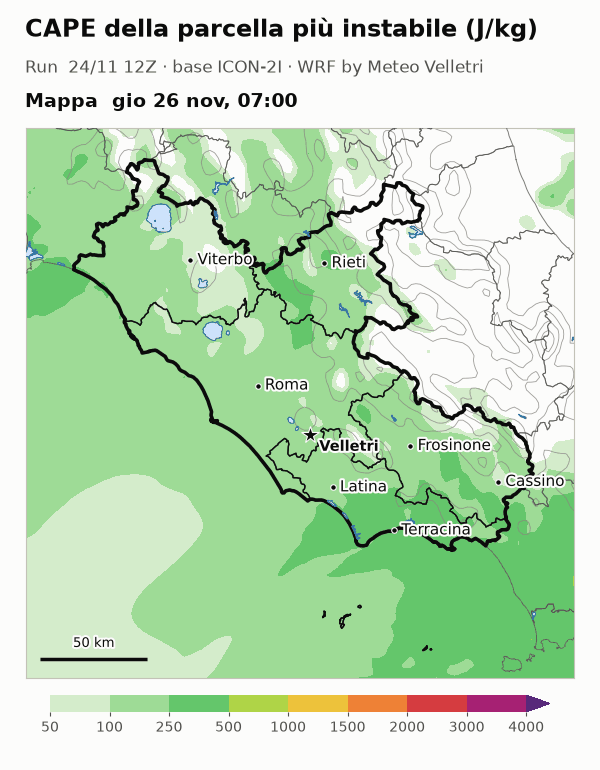 CAPE della parcella più instabile (J/kg)
Run  24/11 12Z · base ICON-2I · WRF by Meteo Velletri
Mappa  gio 26 nov, 07:00
Viterbo
Rieti
Roma
Velletri
Frosinone
Latina
Cassino
Terracina
50 km
50 100 250 500 1000 1500 2000 3000 4000